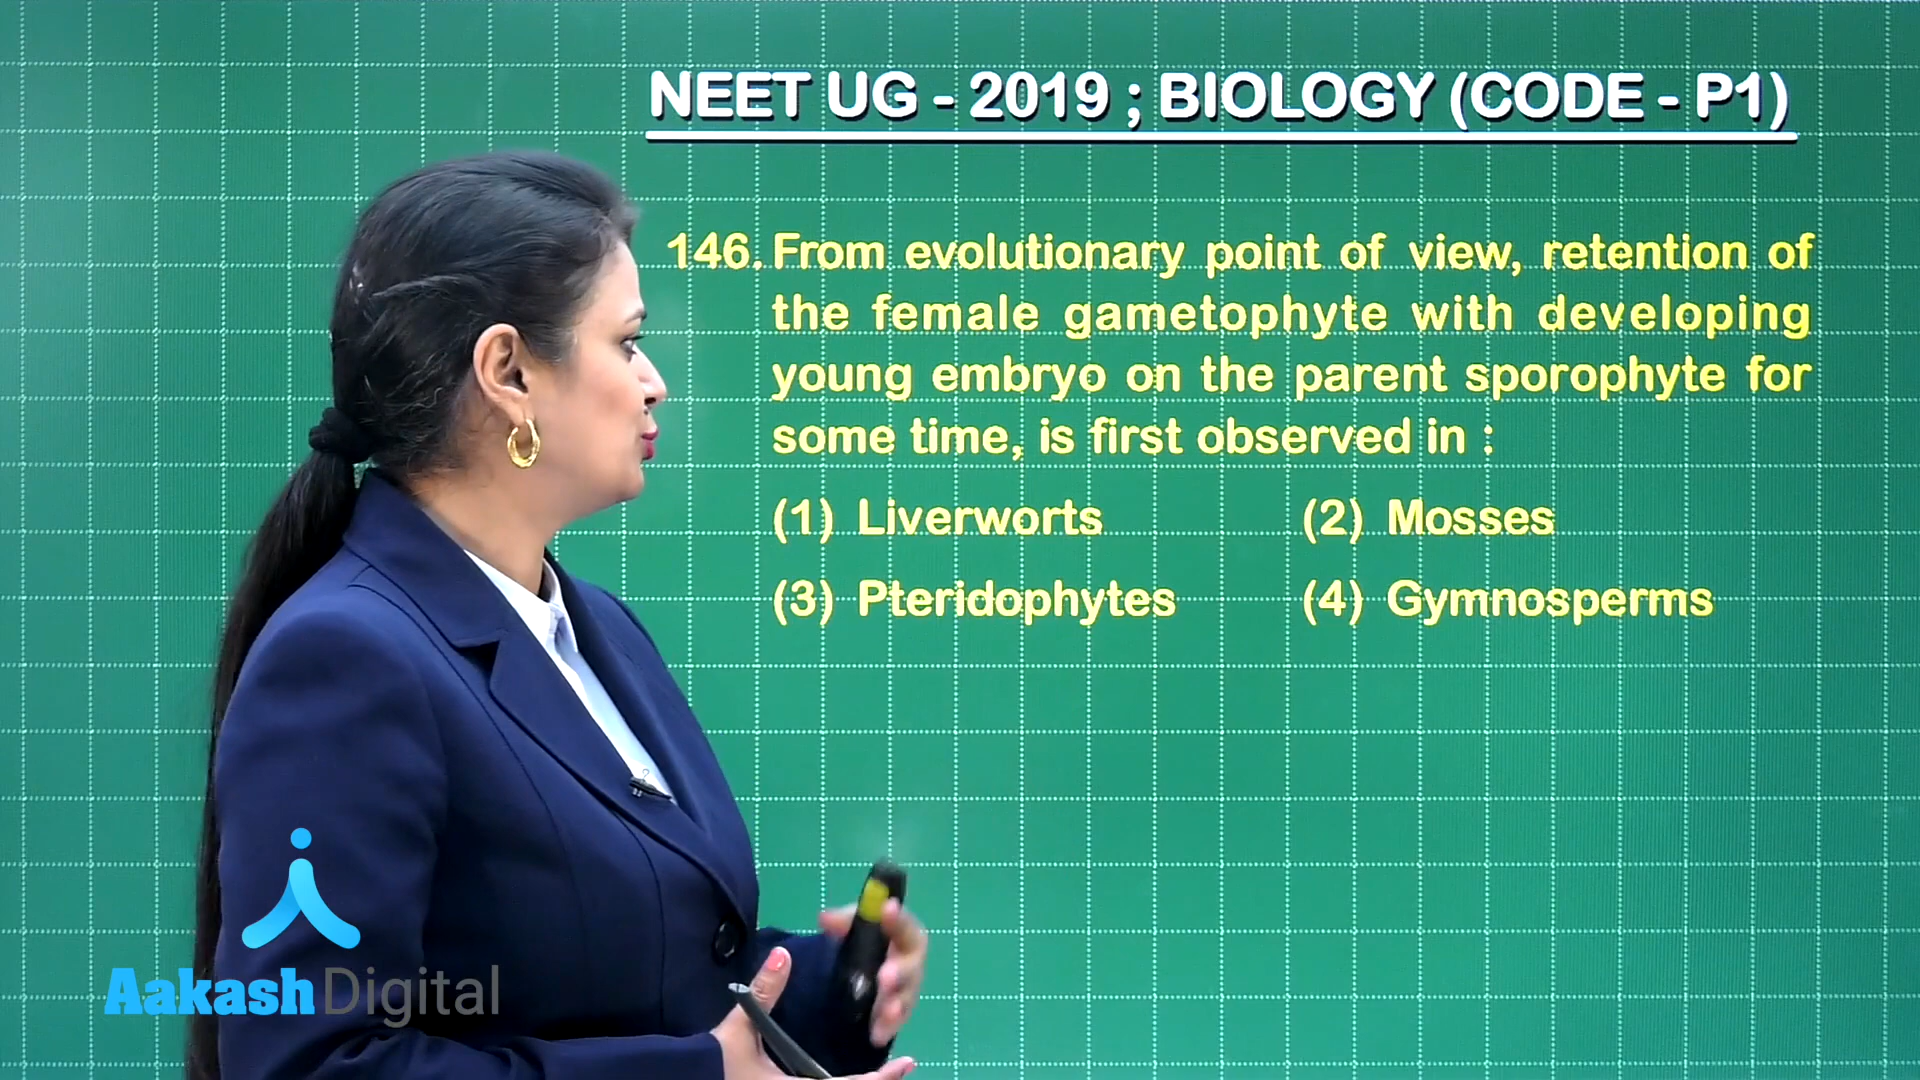 NEET UG - 2019 ; BIOLOGY (CODE - P1)
146. From evolutionary point of view, retention of
the female gametophyte with developing
young embryo on the parent sporophyte for
some time, is first observed in :
(1) Liverworts (2) Mosses
(3) Pteridophytes (4) Gymnosperms
Aakash Digital